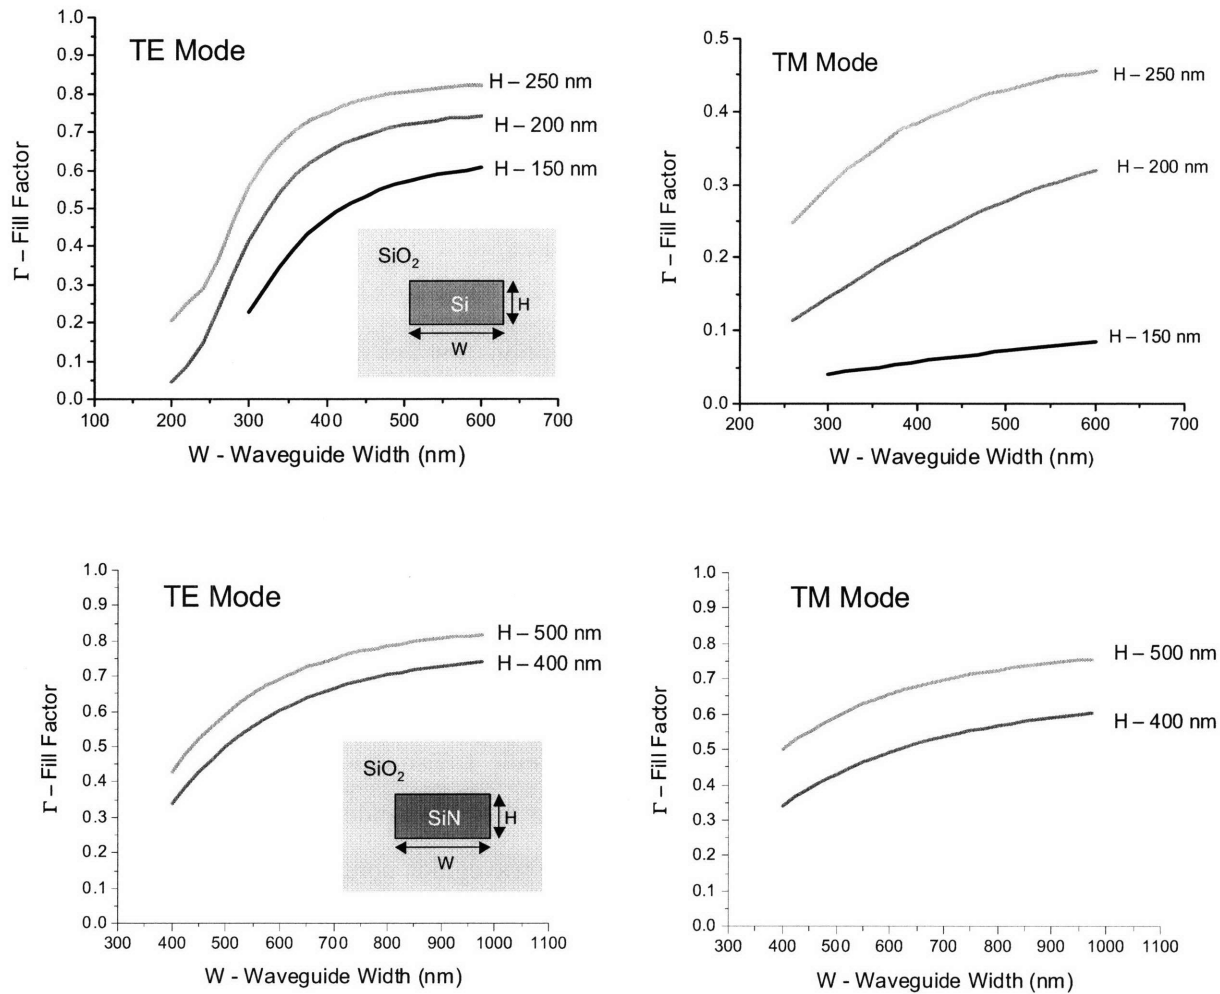 TE Mode
1.0
0.9
0.8
0.7
0.6
0.5
0.4
0.3
0.2
0.1
0.0
Γ – Fill Factor
H – 250 nm
H – 200 nm
H – 150 nm
SiO2
Si
H
W
100 200 300 400 500 600 700
W - Waveguide Width (nm)
TM Mode
0.5
0.4
0.3
0.2
0.1
0.0
Γ – Fill Factor
H – 250 nm
H – 200 nm
H – 150 nm
200 300 400 500 600 700
W - Waveguide Width (nm)
TE Mode
1.0
0.9
0.8
0.7
0.6
0.5
0.4
0.3
0.2
0.1
0.0
Γ – Fill Factor
H – 500 nm
H – 400 nm
SiO2
SiN
H
W
300 400 500 600 700 800 900 1000 1100
W - Waveguide Width (nm)
TM Mode
1.0
0.9
0.8
0.7
0.6
0.5
0.4
0.3
0.2
0.1
0.0
Γ – Fill Factor
H – 500 nm
H – 400 nm
300 400 500 600 700 800 900 1000 1100
W - Waveguide Width (nm)